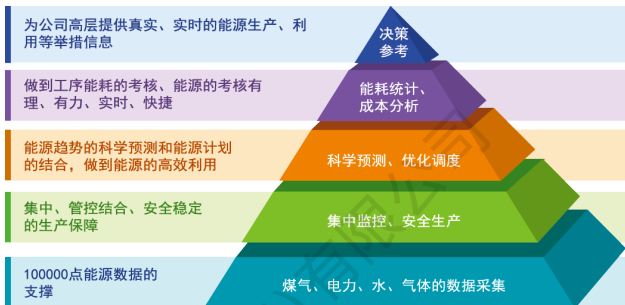 为公司高层提供真实、实时的能源生产、利
用等举措信息
决策
参考
做到工序能耗的考核、能源的考核有
理、有力、实时、快捷
能耗统计、
成本分析
能源趋势的科学预测和能源计划
的结合，做到能源的高效利用
科学预测、优化调度
集中、管控结合、安全稳定
的生产保障
集中监控、安全生产
100000点能源数据的
支撑
煤气、电力、水、气体的数据采集
有限公司